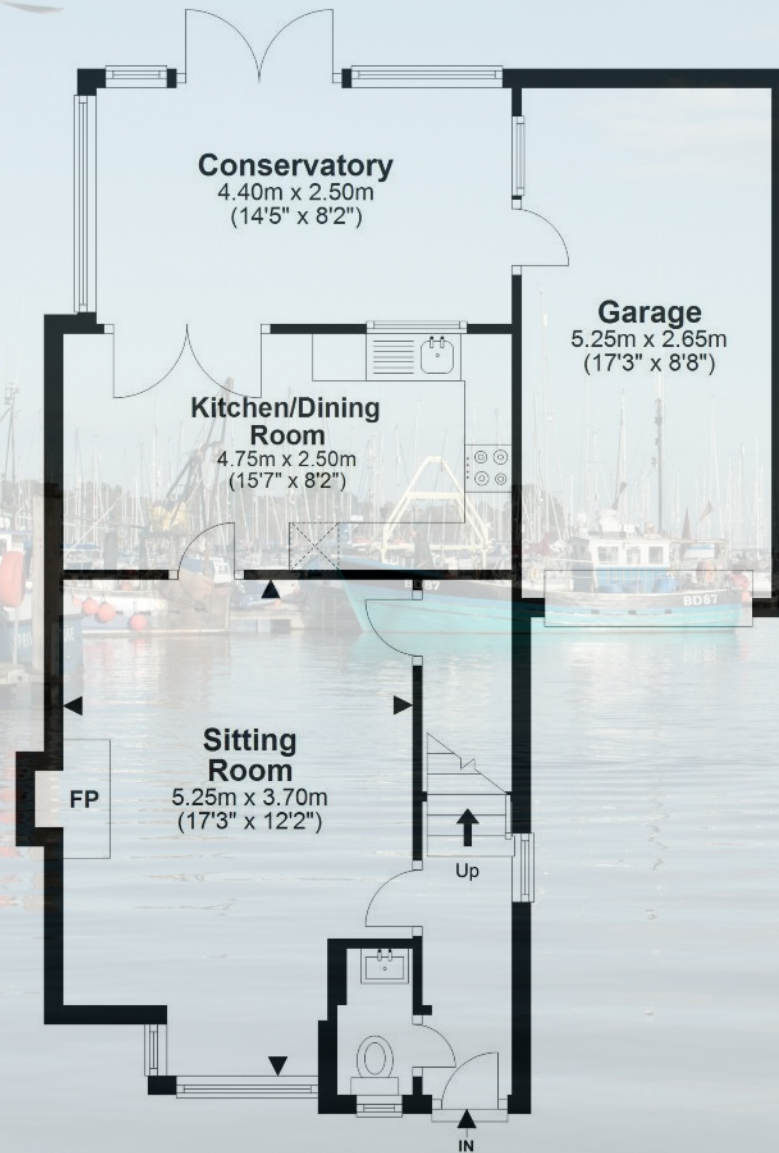 Conservatory
4.40m x 2.50m
(14'5" x 8'2")
Garage
5.25m x 2.65m
(17'3" x 8'8")
Kitchen/Dining
Room
4.75m x 2.50m
(15'7" x 8'2")
BD87
Sitting
Room
5.25m x 3.70m
(17'3" x 12'2")
FP
Up
IN